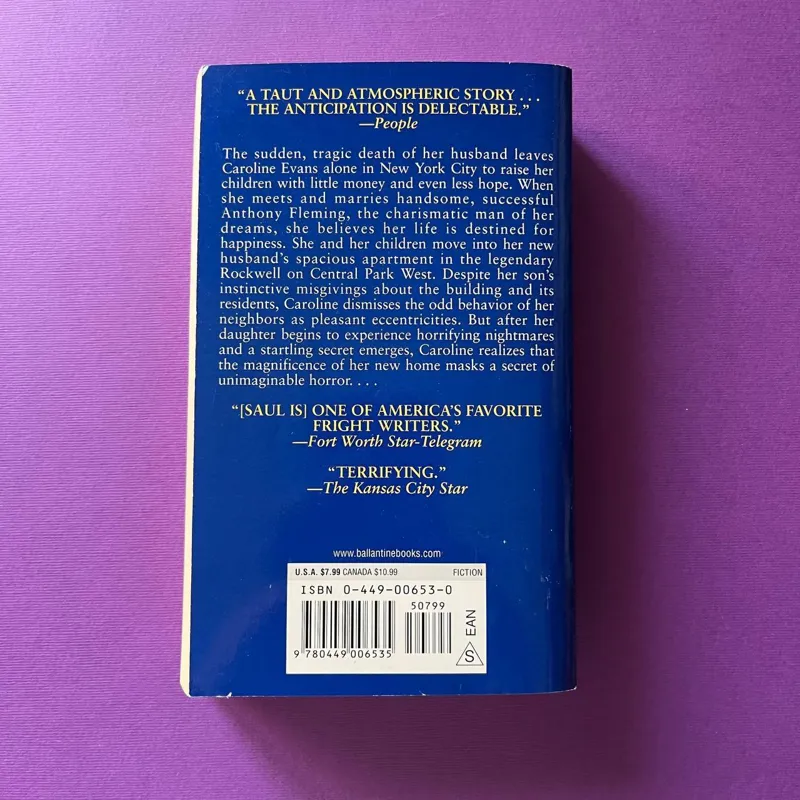 “A TAUT AND ATMOSPHERIC STORY . . .
THE ANTICIPATION IS DELECTABLE.”
—People
The sudden, tragic death of her husband leaves
Caroline Evans alone in New York City to raise her
children with little money and even less hope. When
she meets and marries handsome, successful
Anthony Fleming, the charismatic man of her
dreams, she believes her life is destined for
happiness. She and her children move into her new
husband’s spacious apartment in the legendary
Rockwell on Central Park West. Despite her son’s
instinctive misgivings about the building and its
residents, Caroline dismisses the odd behavior of her
neighbors as pleasant eccentricities. But after her
daughter begins to experience horrifying nightmares
and a startling secret emerges, Caroline realizes that
the magnificence of her new home masks a secret of
unimaginable horror. . . .
“[SAUL IS] ONE OF AMERICA’S FAVORITE
FRIGHT WRITERS.”
—Fort Worth Star-Telegram
“TERRIFYING.”
—The Kansas City Star
www.ballantinebooks.com
U.S.A. $7.99 CANADA $10.99 FICTION
ISBN 0-449-00653-0
50799
9 780449 006535
S EAN